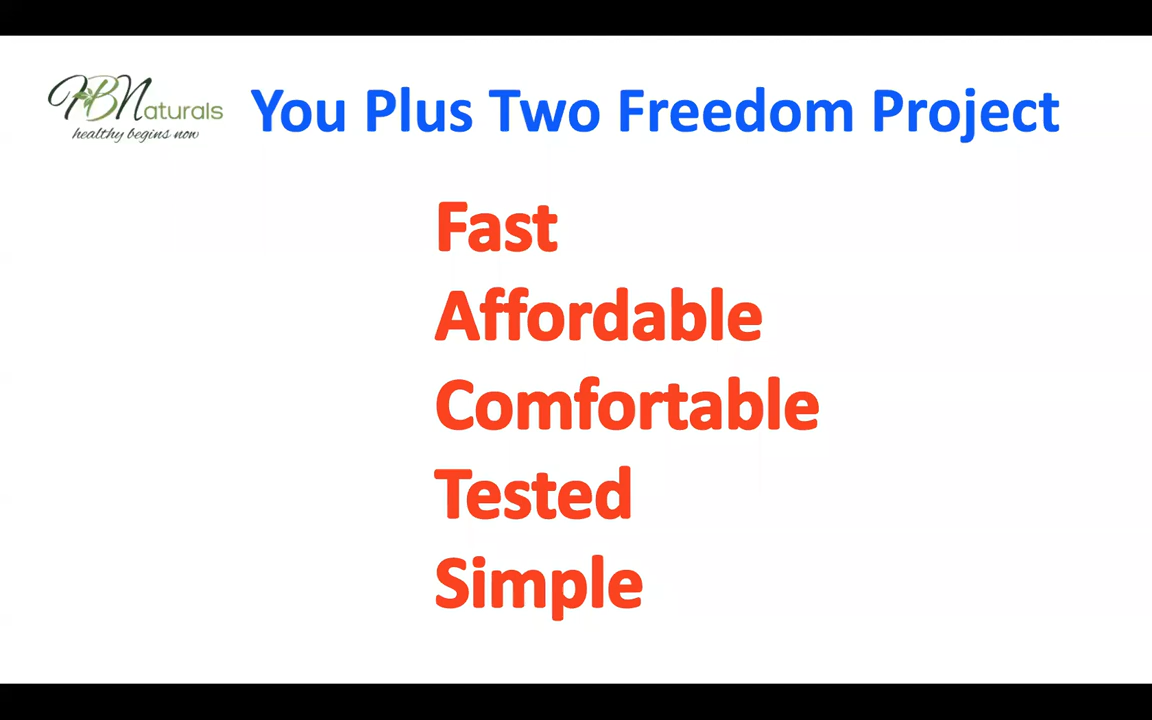 HBNaturals
healthy begins now
You Plus Two Freedom Project
Fast
Affordable
Comfortable
Tested
Simple